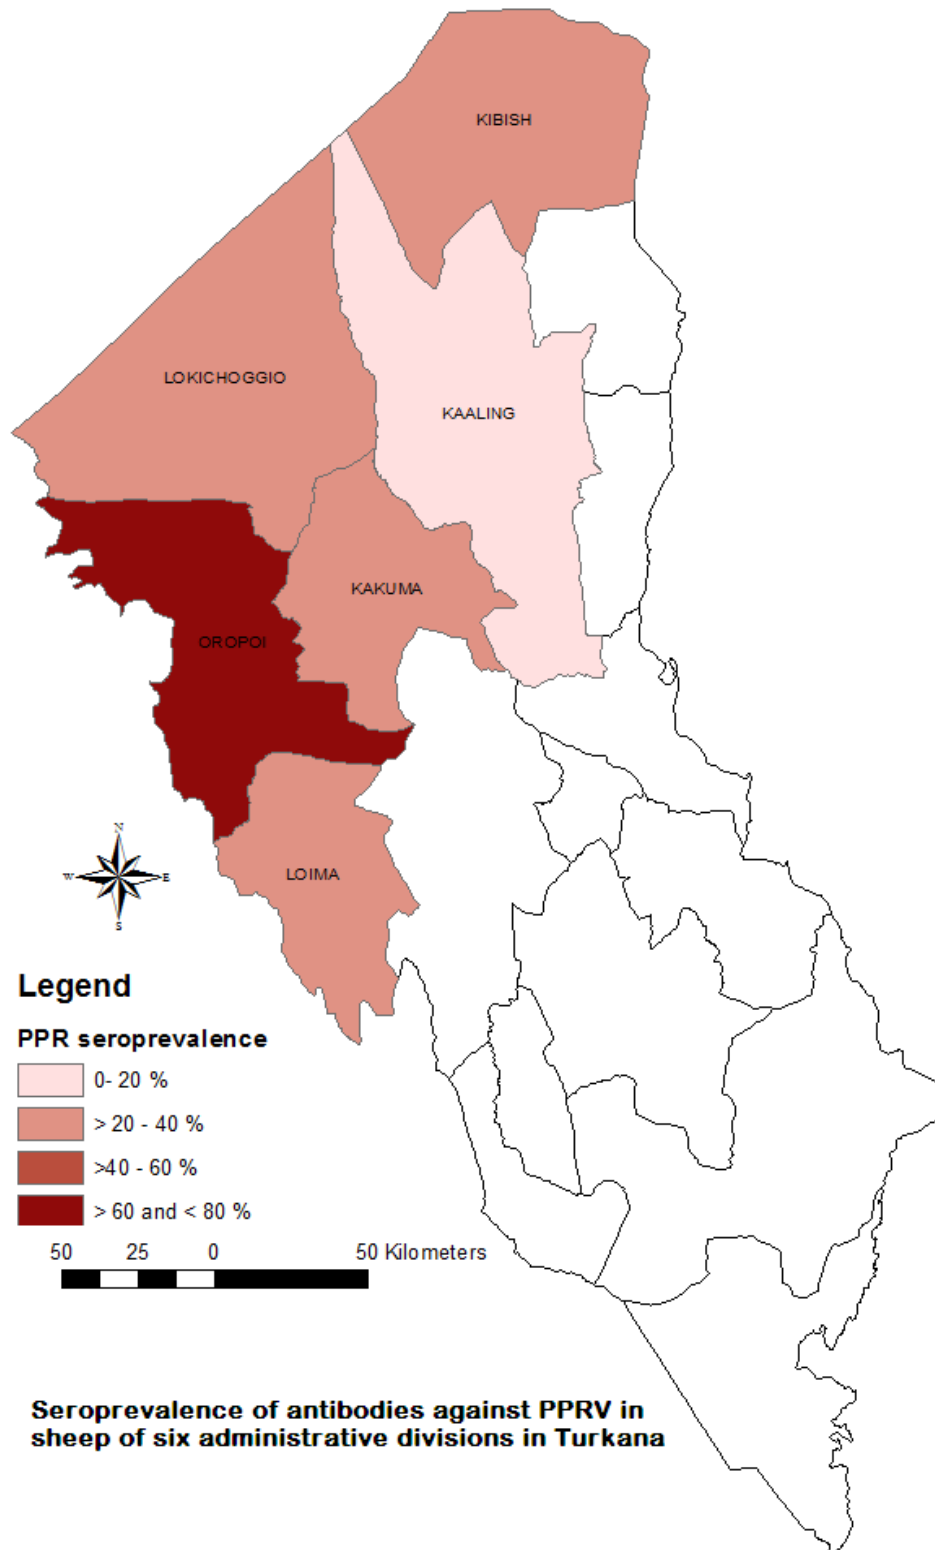 KIBISH
LOKICHOGGIO
KAALING
KAKUMA
OROPOI
LOIMA
N
W E
S
Legend
PPR seroprevalence
0- 20 %
> 20 - 40 %
>40 - 60 %
> 60 and < 80 %
50 25 0 50 Kilometers
Seroprevalence of antibodies against PPRV in
sheep of six administrative divisions in Turkana